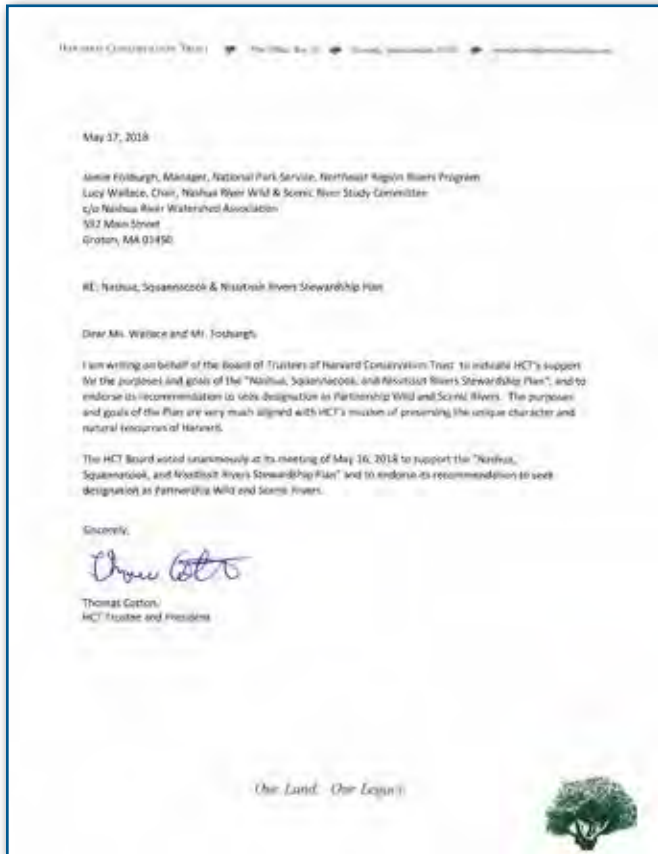 HARVARD CONSERVATION TRUST
May 17, 2018
Jamie Fosburgh, Manager, National Park Service, Northeast Region Rivers Program
Lucy Wallace, Chair, Nashua River Wild & Scenic River Study Committee
c/o Nashua River Watershed Association
592 Main Street
Groton, MA 01450
RE: Nashua, Squannacook & Nissitissit Rivers Stewardship Plan
Dear Ms. Wallace and Mr. Fosburgh,
I am writing on behalf of the Board of Trustees of Harvard Conservation Trust to indicate HCT's support
for the purposes and goals of the "Nashua, Squannacook, and Nissitissit Rivers Stewardship Plan", and to
endorse its recommendation to seek designation as Partnership Wild and Scenic Rivers. The purposes
and goals of the Plan are very much aligned with HCT's mission of preserving the unique character and
natural resources of Harvard.
The HCT Board voted unanimously at its meeting of May 16, 2018 to support the "Nashua,
Squannacook, and Nissitissit Rivers Stewardship Plan" and to endorse its recommendation to seek
designation as Partnership Wild and Scenic Rivers.
Sincerely,
Thomas Cotton,
HCT Trustee and President
Our Land. Our Legacy.